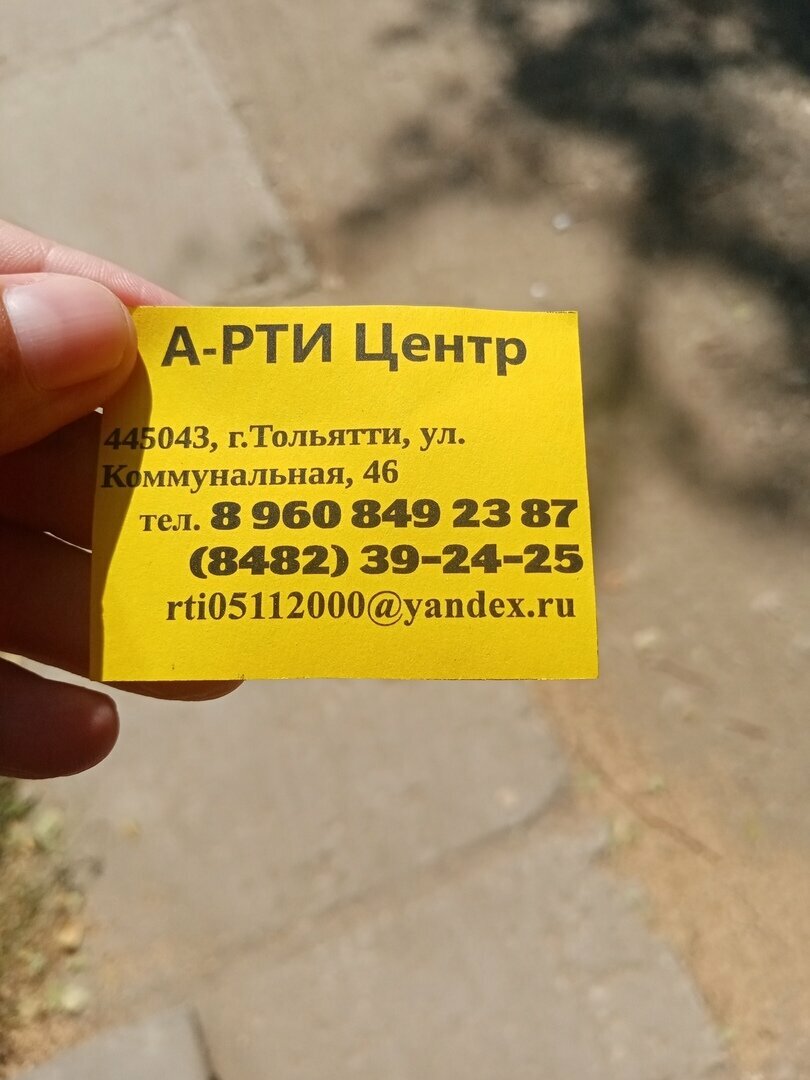 А-РТИ Центр
445043, г.Тольятти, ул.
Коммунальная, 46
тел. 8 960 849 23 87
(8482) 39-24-25
rti05112000@yandex.ru